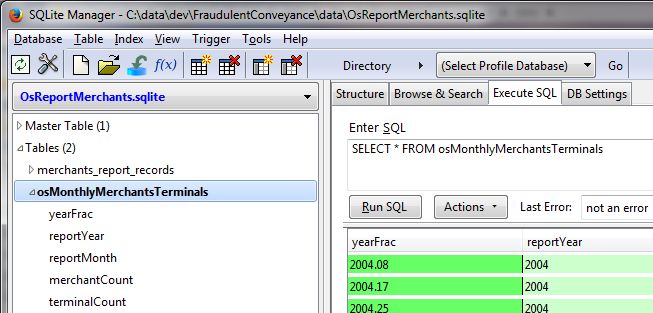 SQLite Manager - C:\data\dev\FraudulentConveyance\data\OsReportMerchants.sqlite
Database Table Index View Trigger Tools Help
f(x) Directory (Select Profile Database) Go
OsReportMerchants.sqlite
Master Table (1)
Tables (2)
merchants_report_records
osMonthlyMerchantsTerminals
yearFrac
reportYear
reportMonth
merchantCount
terminalCount
Structure Browse & Search Execute SQL DB Settings
Enter SQL
SELECT * FROM osMonthlyMerchantsTerminals
Run SQL Actions Last Error: not an error
yearFrac reportYear
2004.08 2004
2004.17 2004
2004.25 2004